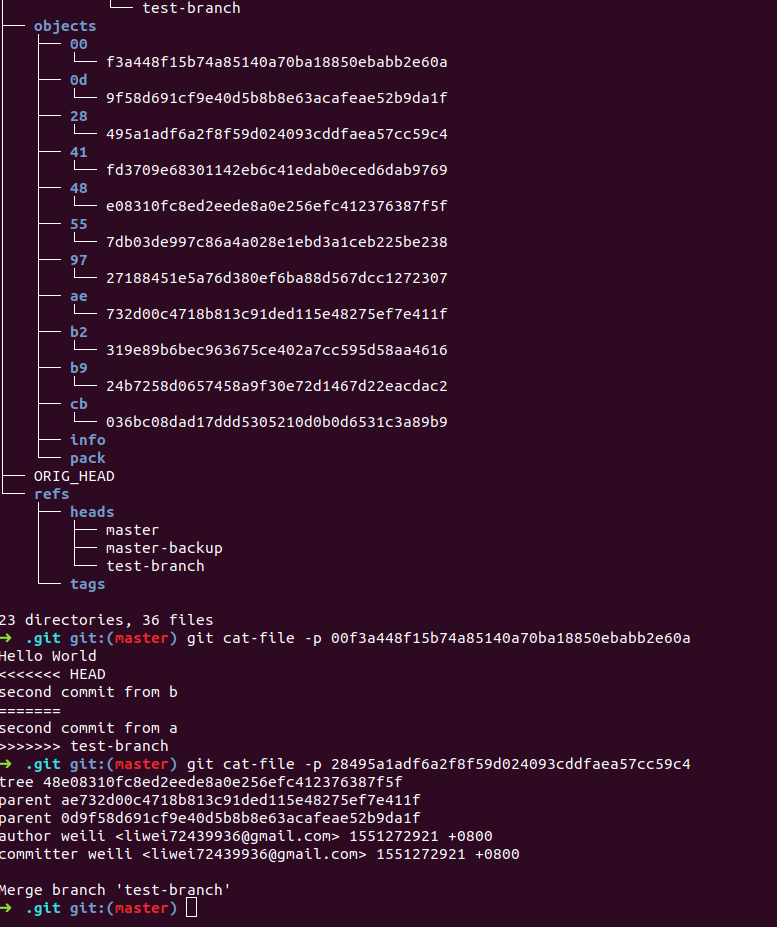 test-branch
objects
00
f3a448f15b74a85140a70ba18850ebabb2e60a
0d
9f58d691cf9e40d5b8b8e63acafeae52b9da1f
28
495a1adf6a2f8f59d024093cddfaea57cc59c4
41
fd3709e68301142eb6c41edab0eced6dab9769
48
e08310fc8ed2eede8a0e256efc412376387f5f
55
7db03de997c86a4a028e1ebd3a1ceb225be238
97
27188451e5a76d380ef6ba88d567dcc1272307
ae
732d00c4718b813c91ded115e48275ef7e411f
b2
319e89b6bec963675ce402a7cc595d58aa4616
b9
24b7258d0657458a9f30e72d1467d22eacdac2
cb
036bc08dad17ddd5305210d0b0d6531c3a89b9
info
pack
ORIG_HEAD
refs
heads
master
master-backup
test-branch
tags
23 directories, 36 files
➜ .git git:(master) git cat-file -p 00f3a448f15b74a85140a70ba18850ebabb2e60a
Hello World
<<<<<<< HEAD
second commit from b
=======
second commit from a
>>>>>>> test-branch
➜ .git git:(master) git cat-file -p 28495a1adf6a2f8f59d024093cddfaea57cc59c4
tree 48e08310fc8ed2eede8a0e256efc412376387f5f
parent ae732d00c4718b813c91ded115e48275ef7e411f
parent 0d9f58d691cf9e40d5b8b8e63acafeae52b9da1f
author weili <liwei72439936@gmail.com> 1551272921 +0800
committer weili <liwei72439936@gmail.com> 1551272921 +0800
Merge branch 'test-branch'
➜ .git git:(master)